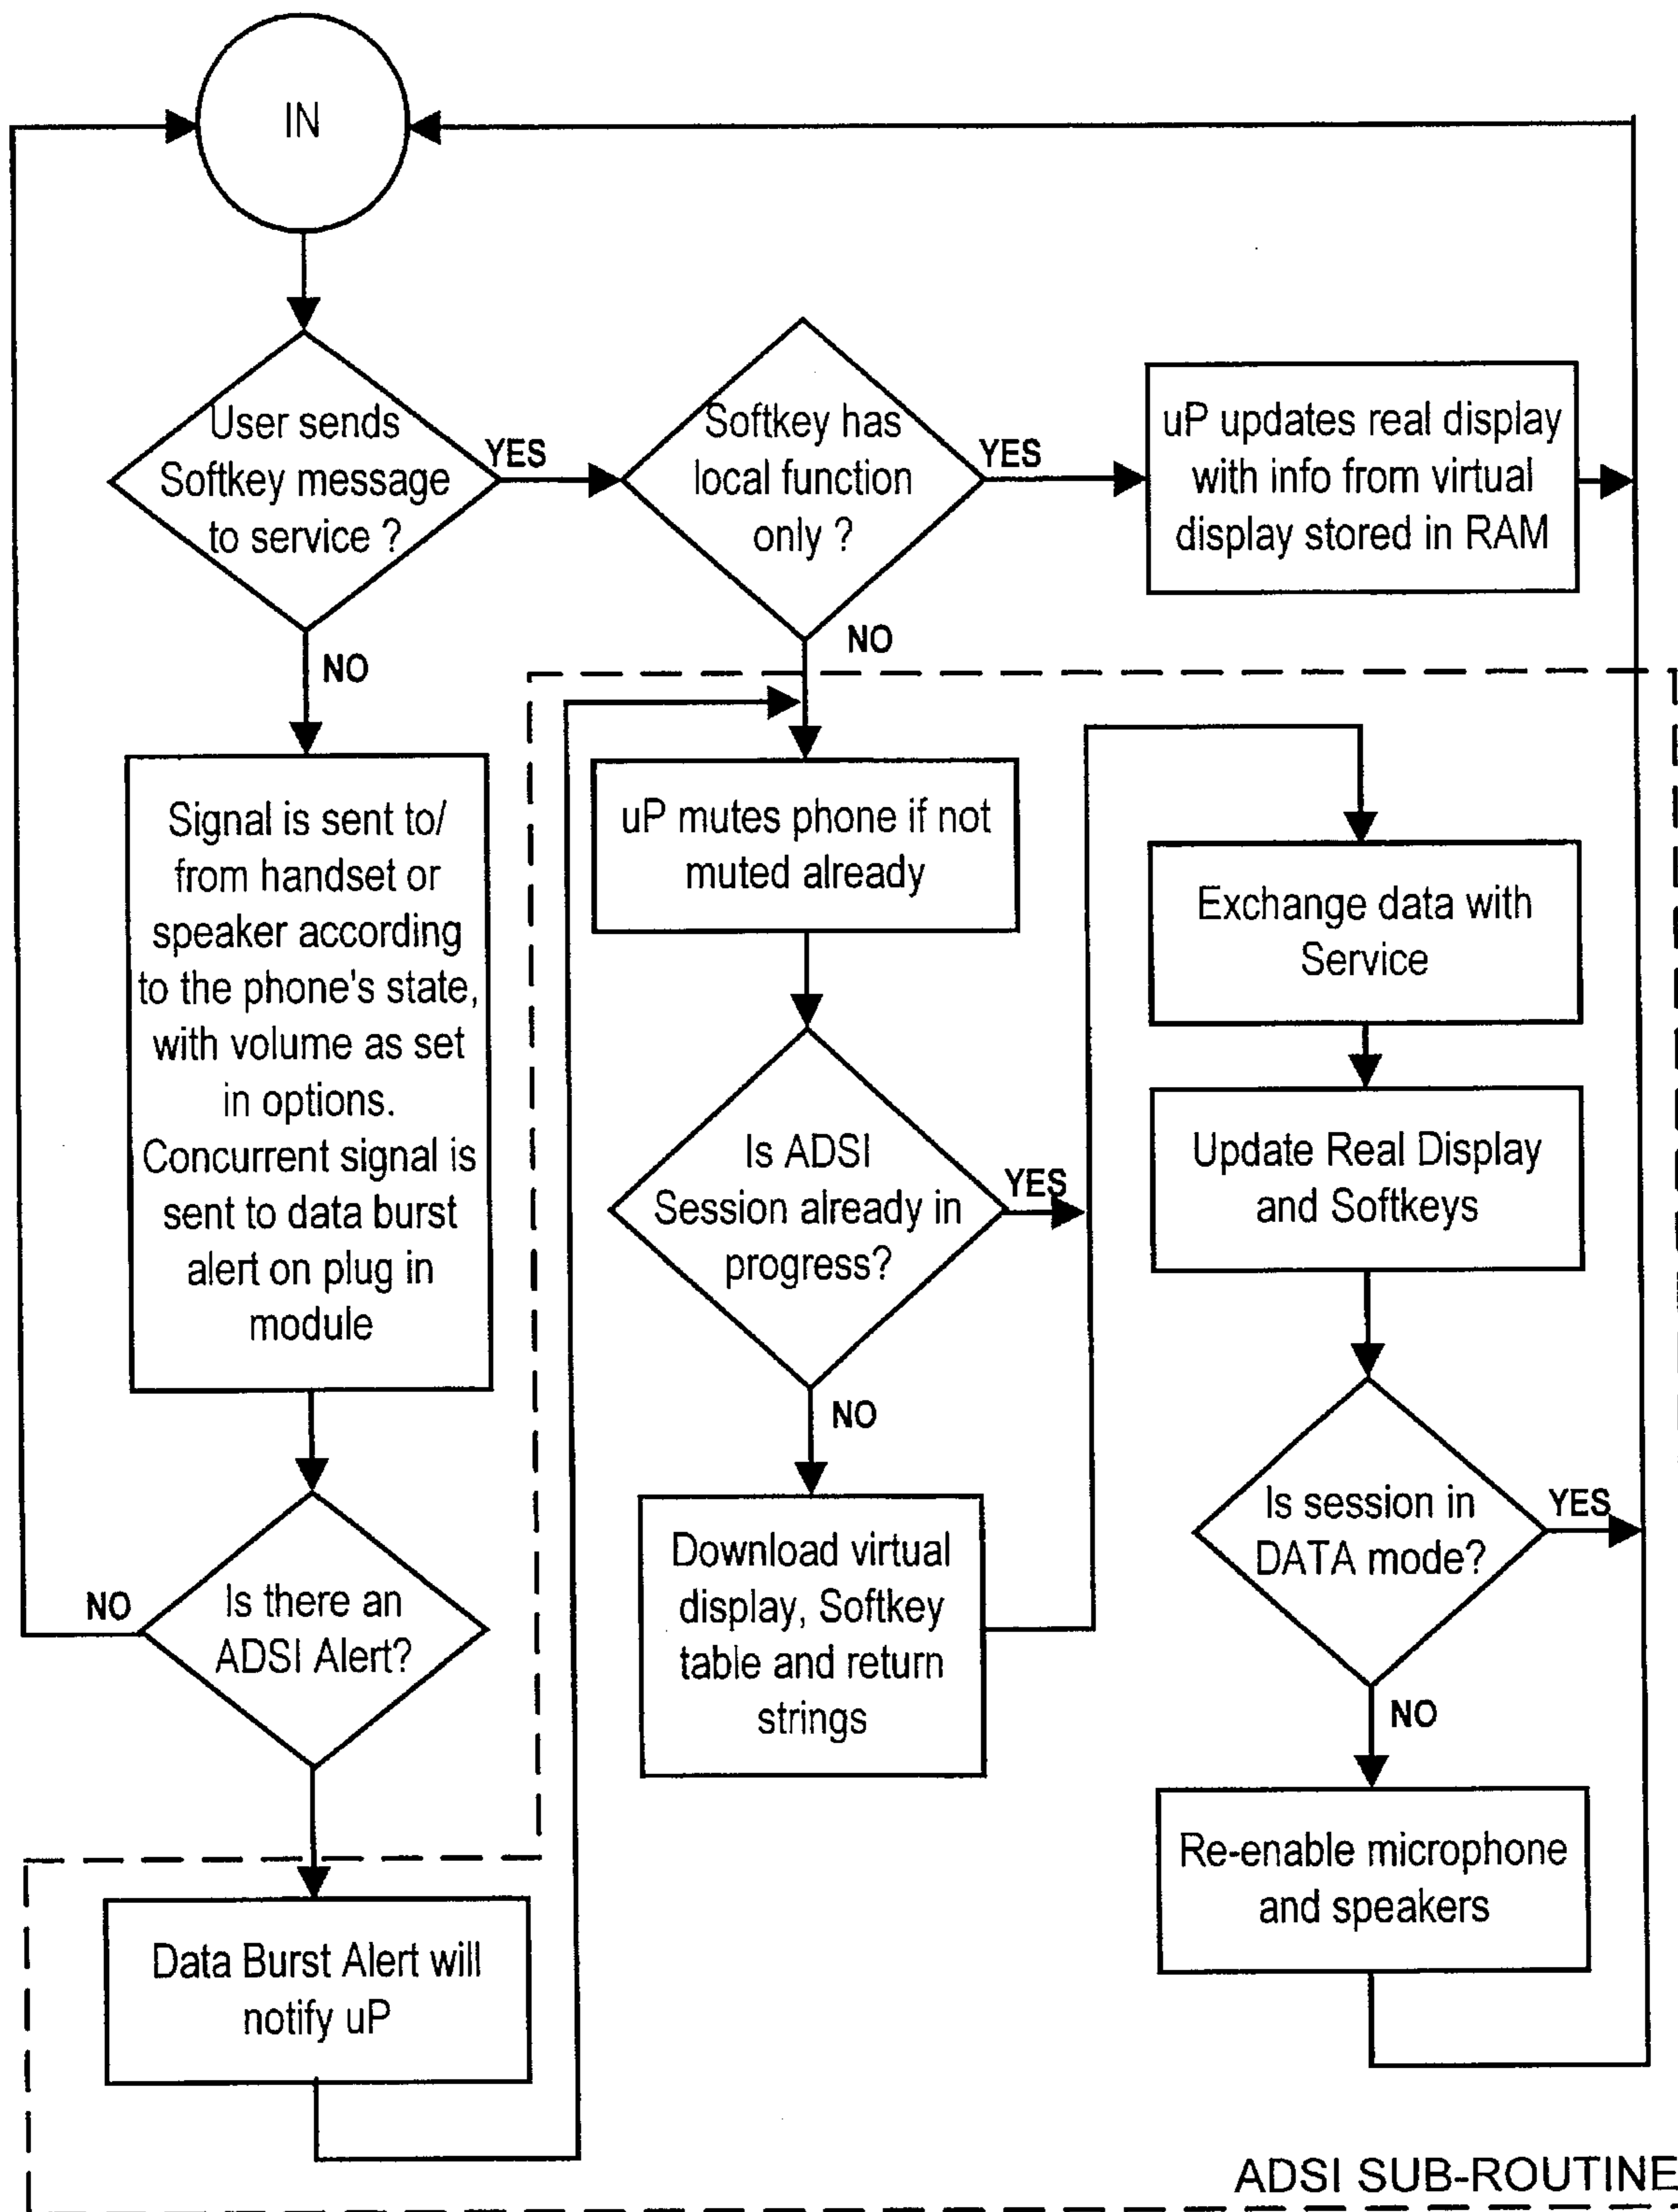 IN
User sends
Softkey message
to service ?
YES
NO
Softkey has
local function
only ?
YES
NO
uP updates real display
with info from virtual
display stored in RAM
Signal is sent to/
from handset or
speaker according
to the phone's state,
with volume as set
in options.
Concurrent signal is
sent to data burst
alert on plug in
module
Is there an
ADSI Alert?
NO
Data Burst Alert will
notify uP
uP mutes phone if not
muted already
Is ADSI
Session already in
progress?
YES
NO
Download virtual
display, Softkey
table and return
strings
Exchange data with
Service
Update Real Display
and Softkeys
Is session in
DATA mode?
YES
NO
Re-enable microphone
and speakers
ADSI SUB-ROUTINE